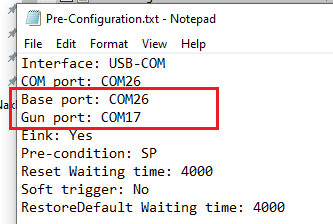 Pre-Configuration.txt - Notepad
File Edit Format View Help
Interface: USB-COM
COM port: COM26
Base port: COM26
Gun port: COM17
Eink: Yes
Pre-condition: SP
Reset Waiting time: 4000
Soft trigger: No
RestoreDefault Waiting time: 4000